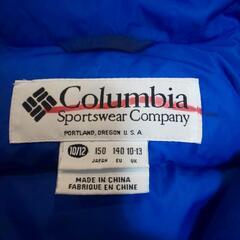 Columbia
Sportswear Company
PORTLAND, OREGON U.S.A.
10/12 150 140 10-13
JAPAN EU UK
MADE IN CHINA
FABRIQUE EN CHINE